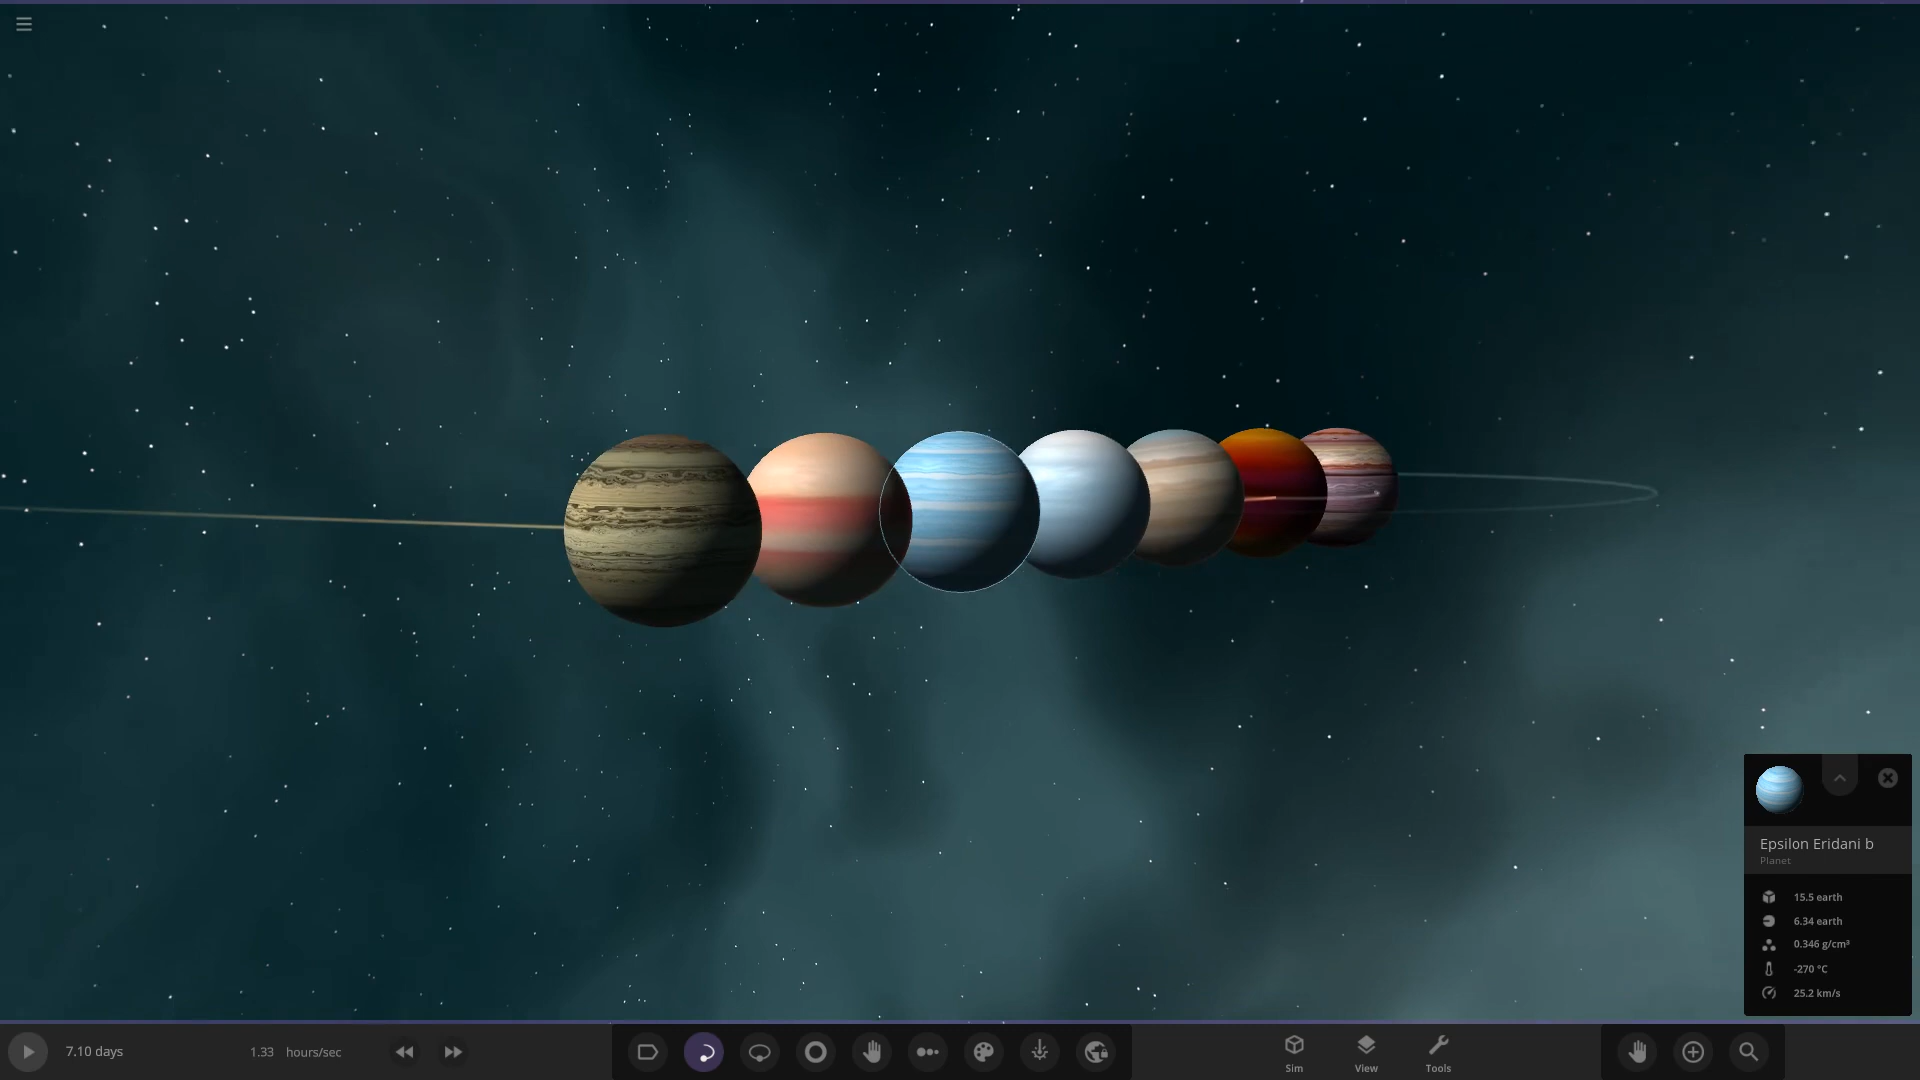 Epsilon Eridani b
Planet
15.5 earth
6.34 earth
0.346 g/cm³
-270 °C
25.2 km/s
7.10 days
1.33 hours/sec
Sim
View
Tools